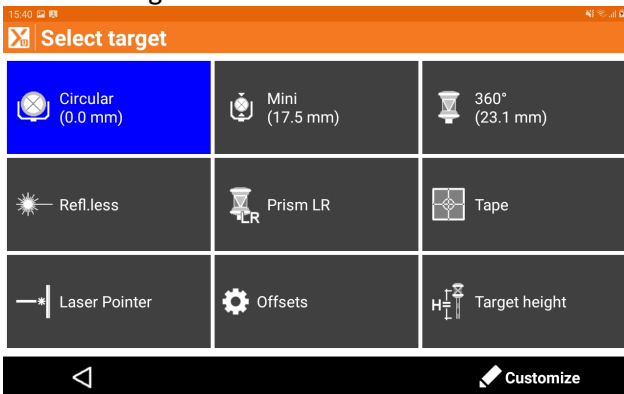 15:40
Select target
Circular
(0.0 mm)
Mini
(17.5 mm)
360°
(23.1 mm)
Refl.less
LR
Prism LR
Tape
Laser Pointer
Offsets
H=
Target height
Customize